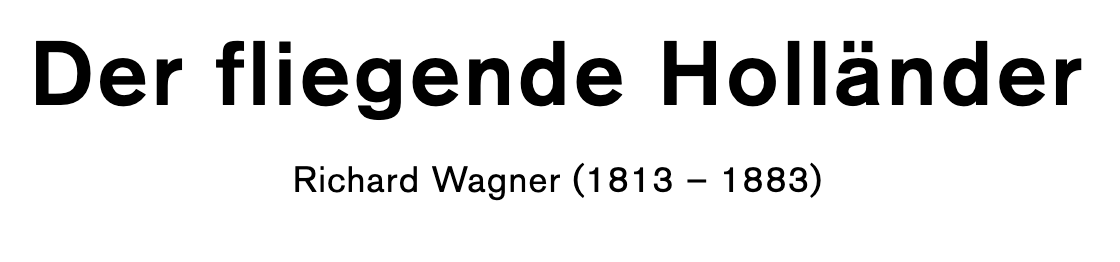 Der fliegende Holländer
Richard Wagner (1813 – 1883)